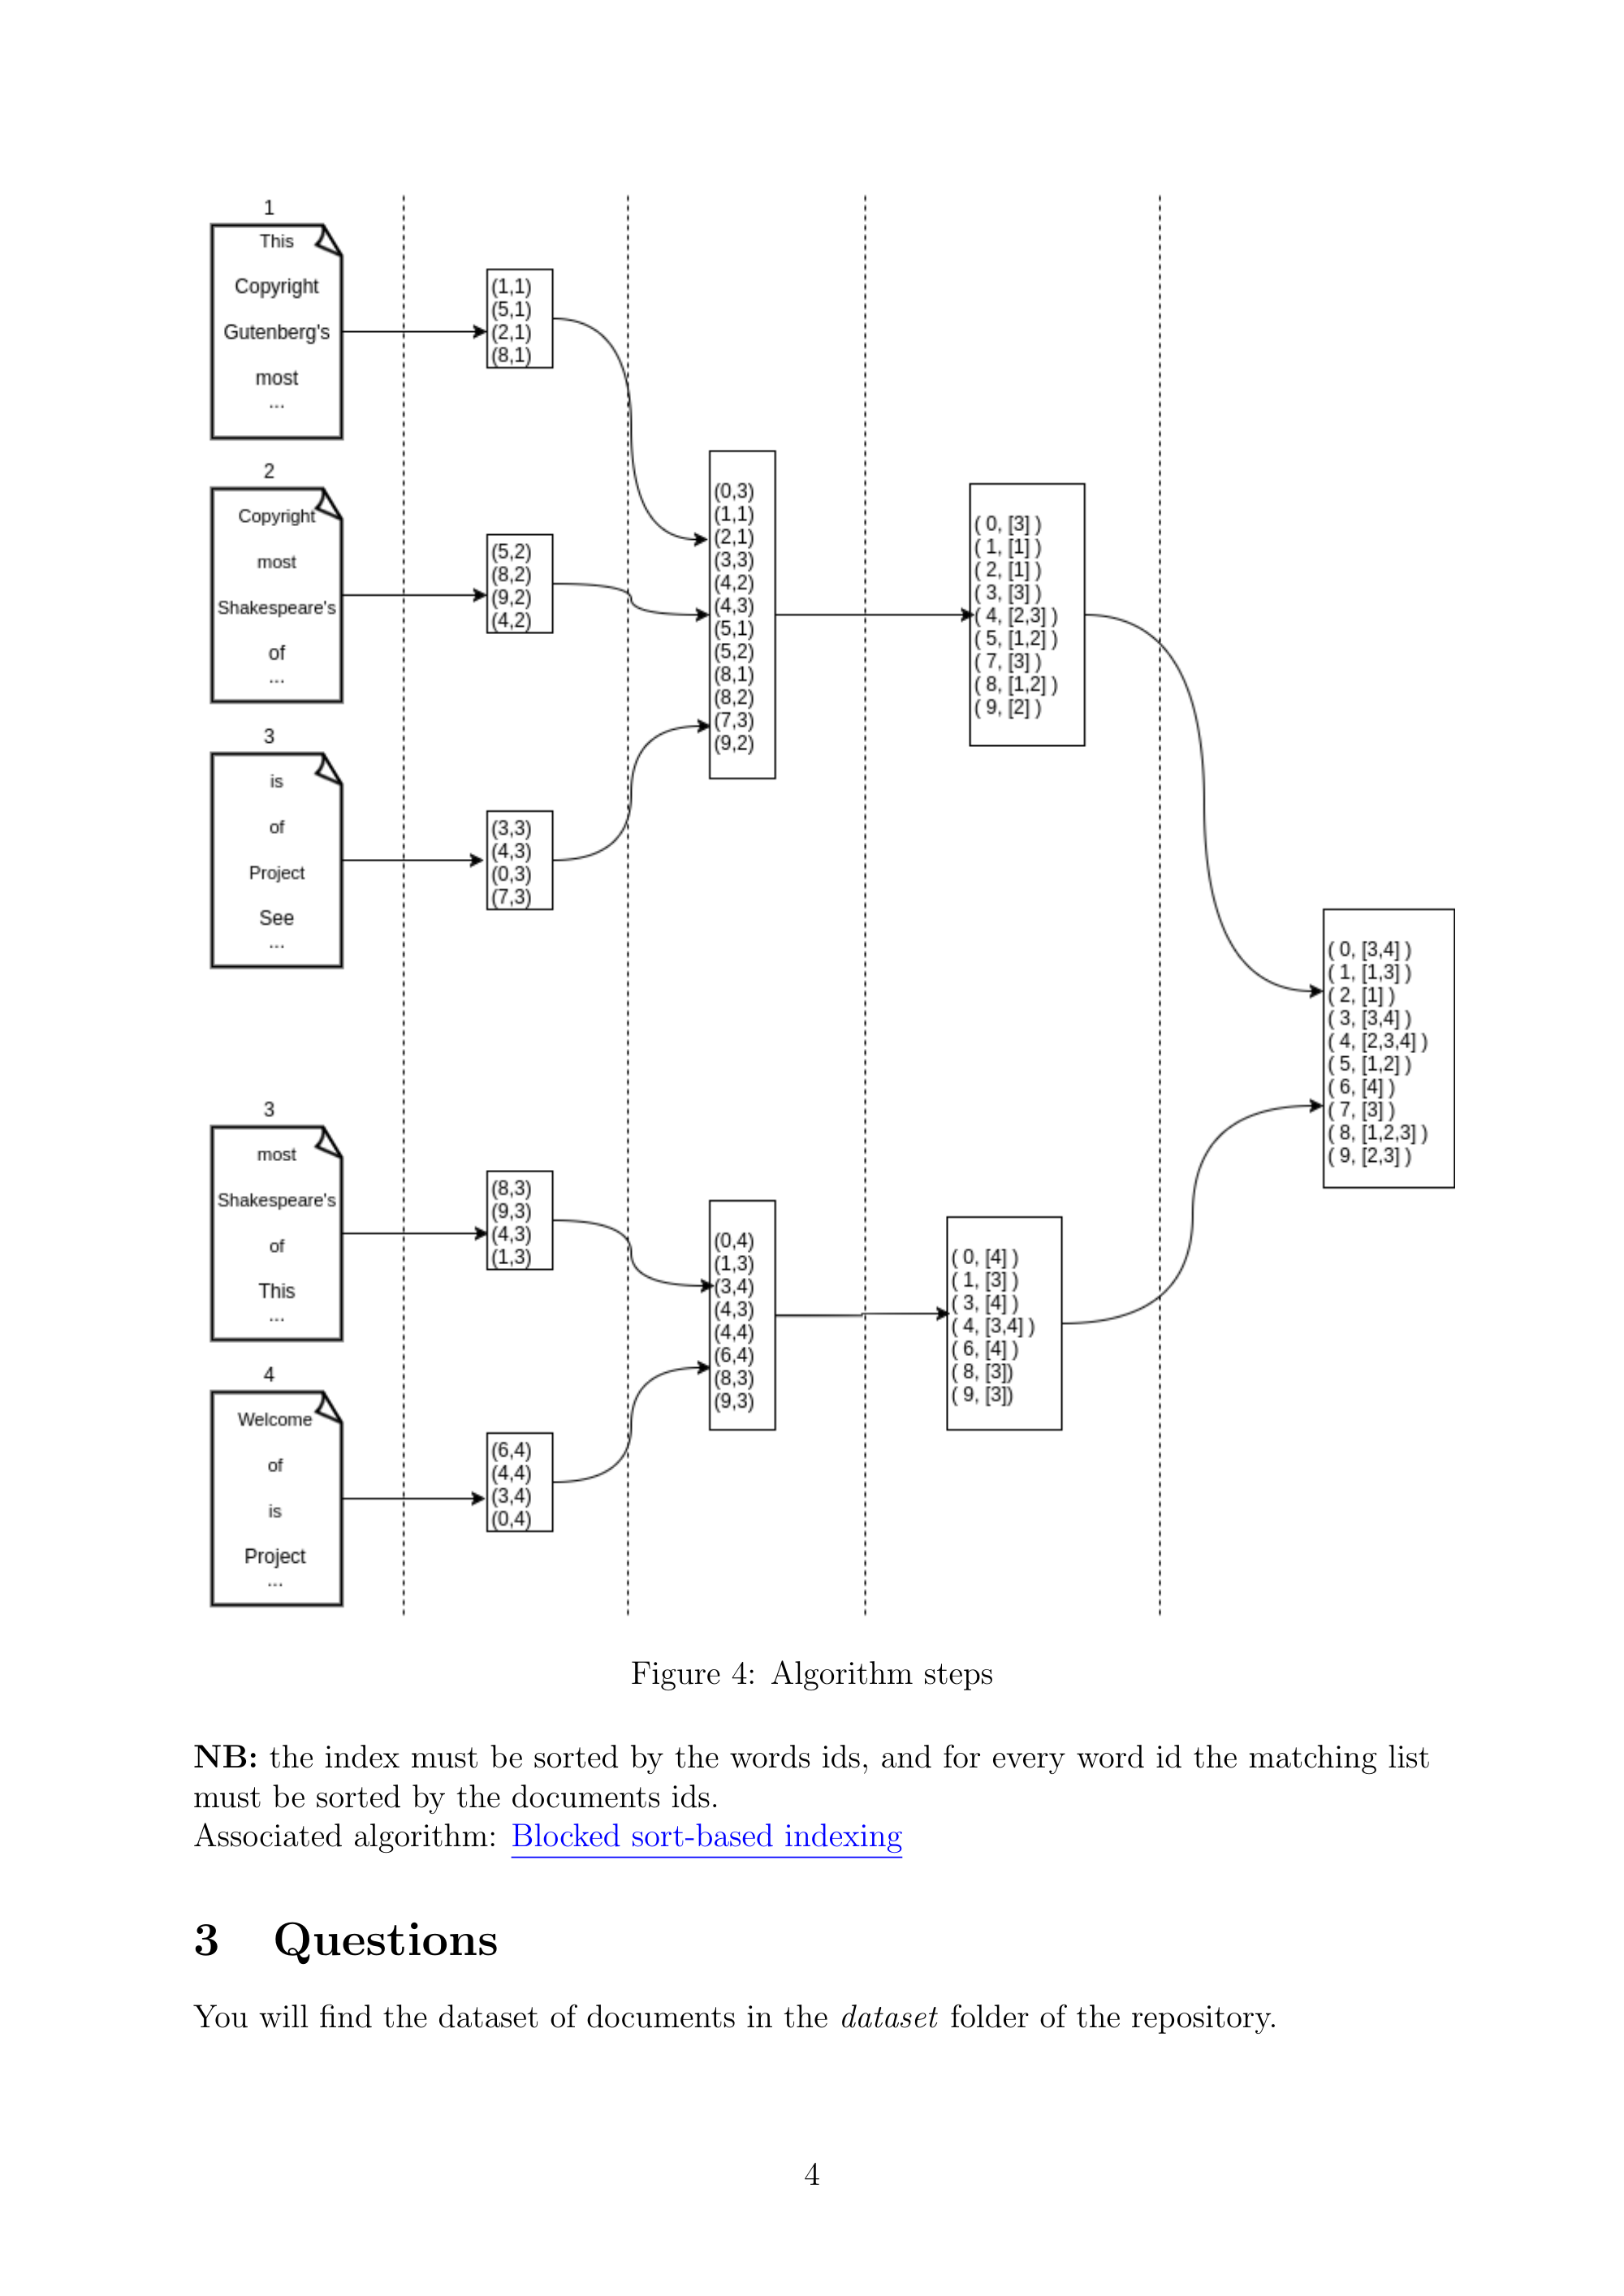 1
This
Copyright
Gutenberg's
most
...
(1,1)
(5,1)
(2,1)
(8,1)
2
Copyright
most
Shakespeare's
of
...
(5,2)
(8,2)
(9,2)
(4,2)
3
is
of
Project
See
...
(3,3)
(4,3)
(0,3)
(7,3)
(0,3)
(1,1)
(2,1)
(3,3)
(4,2)
(4,3)
(5,1)
(5,2)
(8,1)
(8,2)
(7,3)
(9,2)
( 0, [3] )
( 1, [1] )
( 2, [1] )
( 3, [3] )
( 4, [2,3] )
( 5, [1,2] )
( 7, [3] )
( 8, [1,2] )
( 9, [2] )
3
most
Shakespeare's
of
This
...
(8,3)
(9,3)
(4,3)
(1,3)
4
Welcome
of
is
Project
...
(6,4)
(4,4)
(3,4)
(0,4)
(0,4)
(1,3)
(3,4)
(4,3)
(4,4)
(6,4)
(8,3)
(9,3)
( 0, [4] )
( 1, [3] )
( 3, [4] )
( 4, [3,4] )
( 6, [4] )
( 8, [3])
( 9, [3])
( 0, [3,4] )
( 1, [1,3] )
( 2, [1] )
( 3, [3,4] )
( 4, [2,3,4] )
( 5, [1,2] )
( 6, [4] )
( 7, [3] )
( 8, [1,2,3] )
( 9, [2,3] )
Figure 4: Algorithm steps
NB: the index must be sorted by the words ids, and for every word id the matching list
must be sorted by the documents ids.
Associated algorithm: Blocked sort-based indexing
3 Questions
You will find the dataset of documents in the dataset folder of the repository.
4